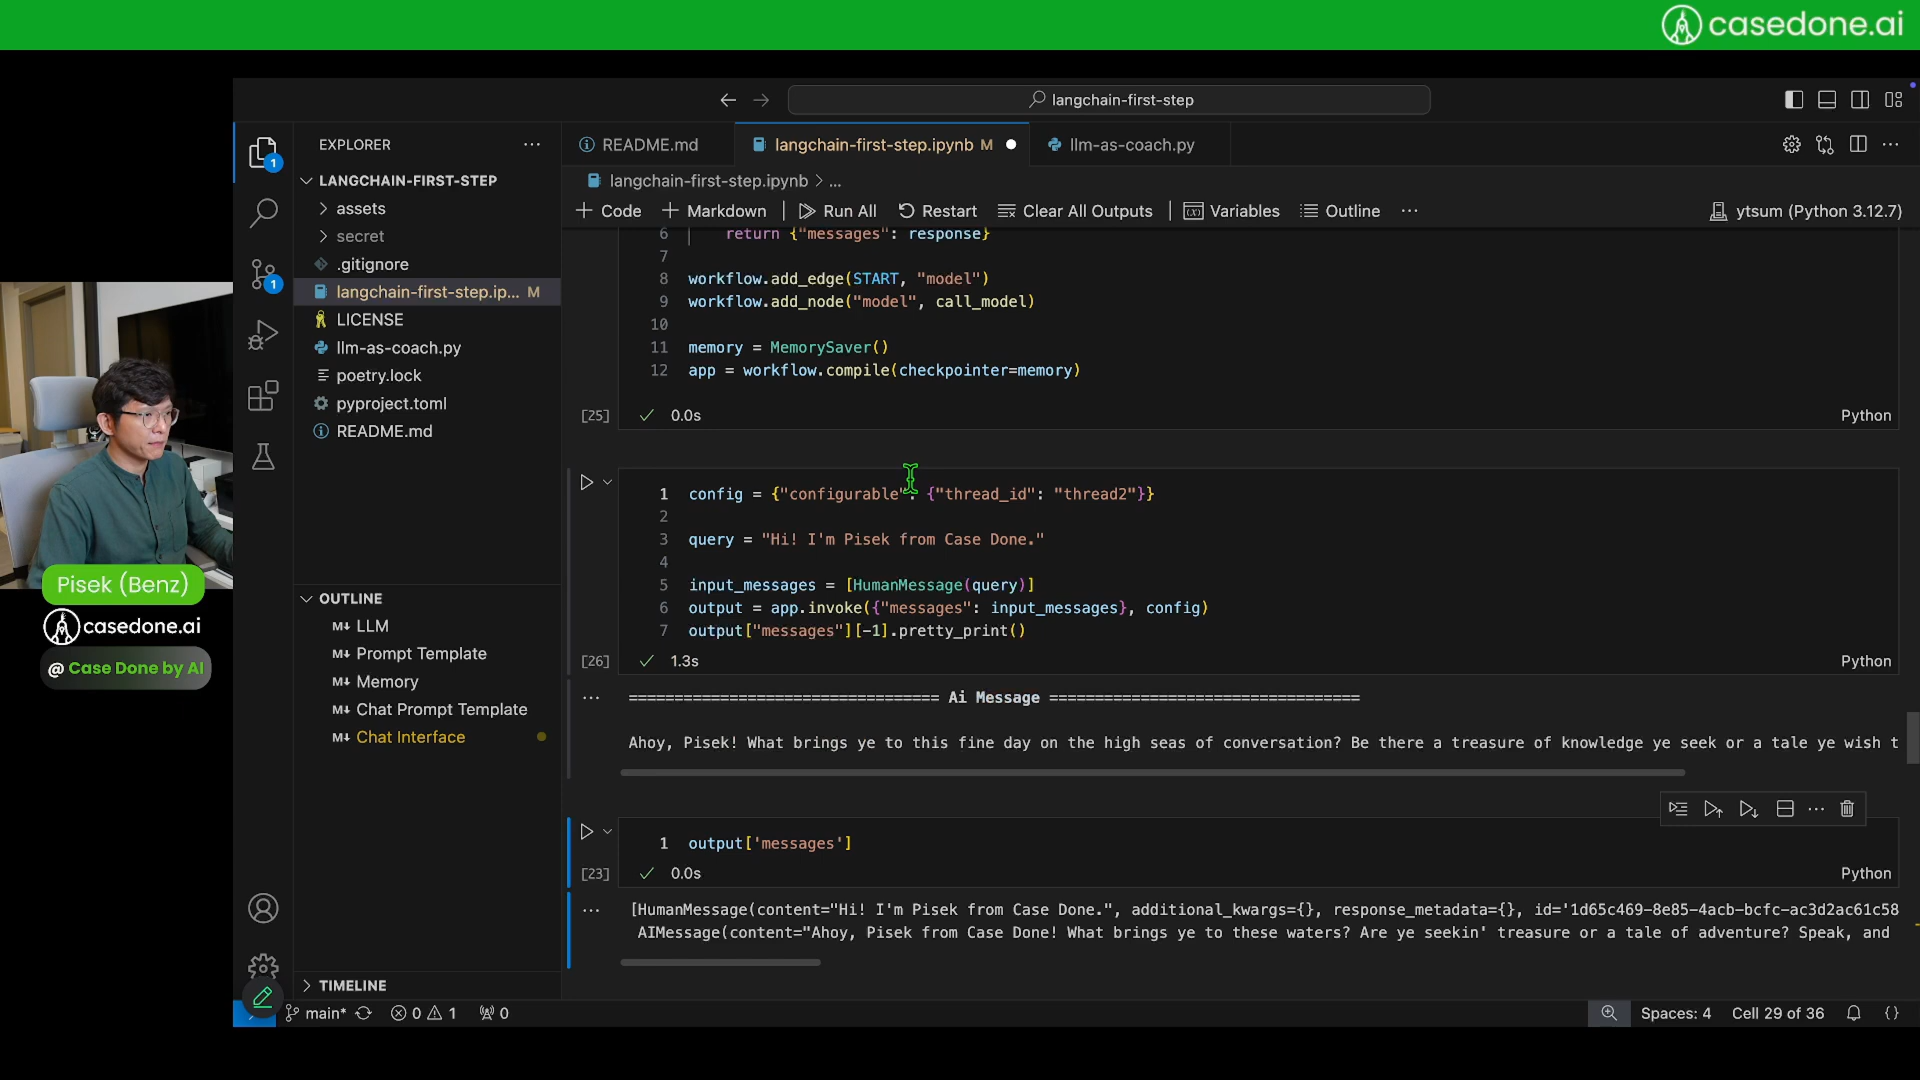 casedone.ai
langchain-first-step
EXPLORER
README.md
langchain-first-step.ipynb M
llm-as-coach.py
LANGCHAIN-FIRST-STEP
langchain-first-step.ipynb > ...
assets
Code
Markdown
Run All
Restart
Clear All Outputs
Variables
Outline
ytsum (Python 3.12.7)
secret
6 return {"messages": response}
.gitignore
7
langchain-first-step.ip... M
8 workflow.add_edge(START, "model")
9 workflow.add_node("model", call_model)
LICENSE
10
llm-as-coach.py
11 memory = MemorySaver()
poetry.lock
12 app = workflow.compile(checkpointer=memory)
pyproject.toml
[25] 0.0s Python
README.md
1 config = {"configurable": {"thread_id": "thread2"}}
2
3 query = "Hi! I'm Pisek from Case Done."
4
5 input_messages = [HumanMessage(query)]
6 output = app.invoke({"messages": input_messages}, config)
7 output["messages"][-1].pretty_print()
[26] 1.3s Python
Pisek (Benz)
casedone.ai
@ Case Done by AI
OUTLINE
M↓ LLM
M↓ Prompt Template
M↓ Memory
M↓ Chat Prompt Template
M↓ Chat Interface
================================ Ai Message ================================
Ahoy, Pisek! What brings ye to this fine day on the high seas of conversation? Be there a treasure of knowledge ye seek or a tale ye wish t
1 output['messages']
[23] 0.0s Python
[HumanMessage(content="Hi! I'm Pisek from Case Done.", additional_kwargs={}, response_metadata={}, id='1d65c469-8e85-4acb-bcfc-ac3d2ac61c58
AIMessage(content="Ahoy, Pisek from Case Done! What brings ye to these waters? Are ye seekin' treasure or a tale of adventure? Speak, and
TIMELINE
main* 0 1 0
Spaces: 4 Cell 29 of 36